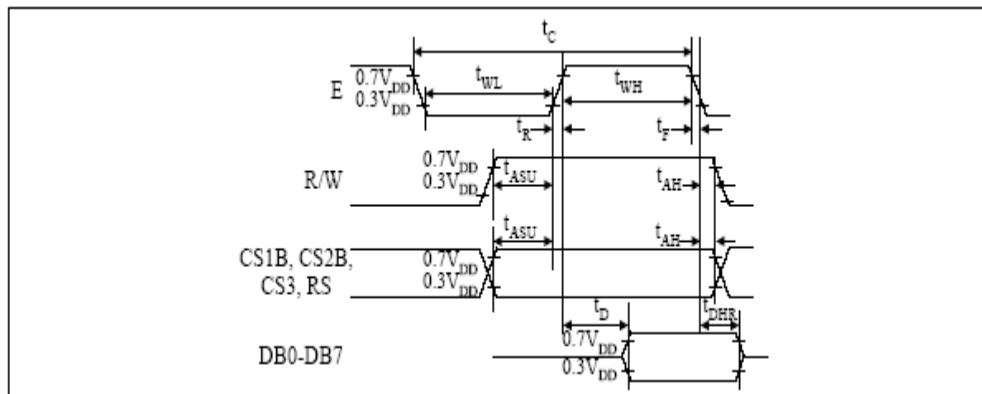 tC
0.7VDD
tWL
tWH
E
0.3VDD
tR
tF
0.7VDD
R/W
tASU
tAH
0.3VDD
tASU
tAH
CS1B, CS2B,
0.7VDD
CS3, RS
0.3VDD
tD
tDHR
0.7VDD
DB0-DB7
0.3VDD